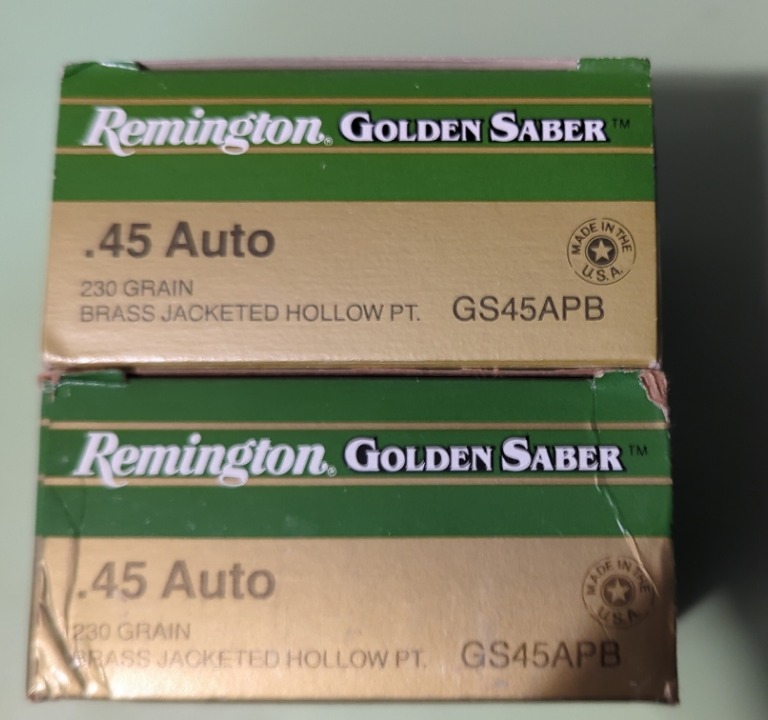 Remington® GOLDEN SABER™
.45 Auto
MADE IN THE U.S.A.
230 GRAIN
BRASS JACKETED HOLLOW PT. GS45APB
Remington® GOLDEN SABER™
.45 Auto
MADE IN THE U.S.A.
230 GRAIN
BRASS JACKETED HOLLOW PT. GS45APB